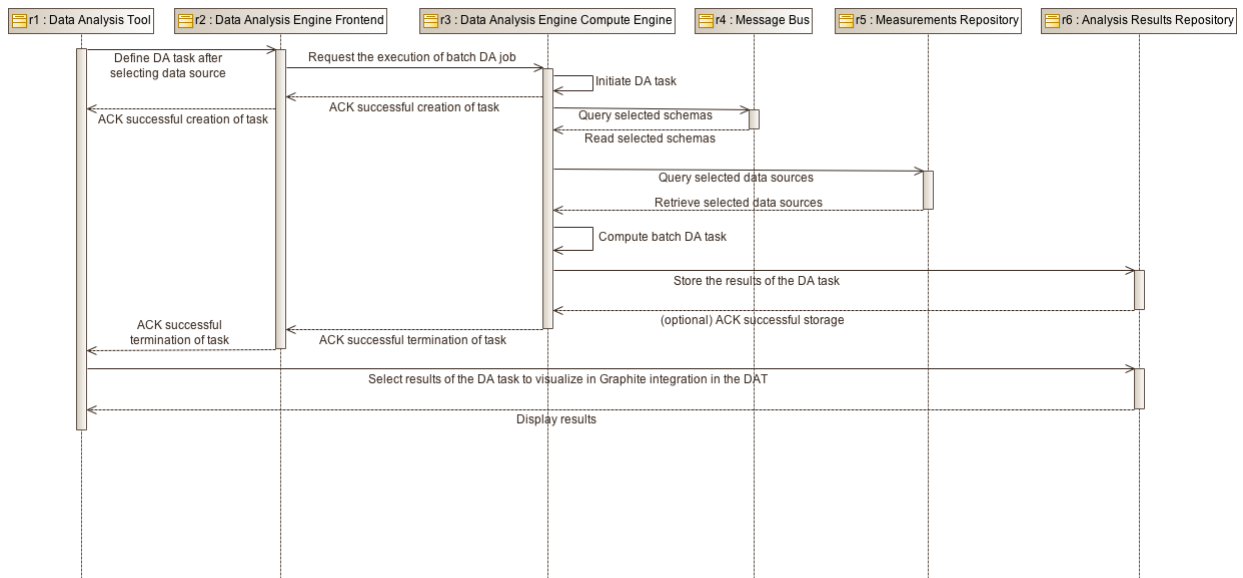 r1 : Data Analysis Tool
r2 : Data Analysis Engine Frontend
r3 : Data Analysis Engine Compute Engine
r4 : Message Bus
r5 : Measurements Repository
r6 : Analysis Results Repository
Define DA task after
selecting data source
Request the execution of batch DA job
Initiate DA task
ACK successful creation of task
ACK successful creation of task
Query selected schemas
Read selected schemas
Query selected data sources
Retrieve selected data sources
Compute batch DA task
Store the results of the DA task
(optional) ACK successful storage
ACK successful
termination of task
ACK successful termination of task
Select results of the DA task to visualize in Graphite integration in the DAT
Display results